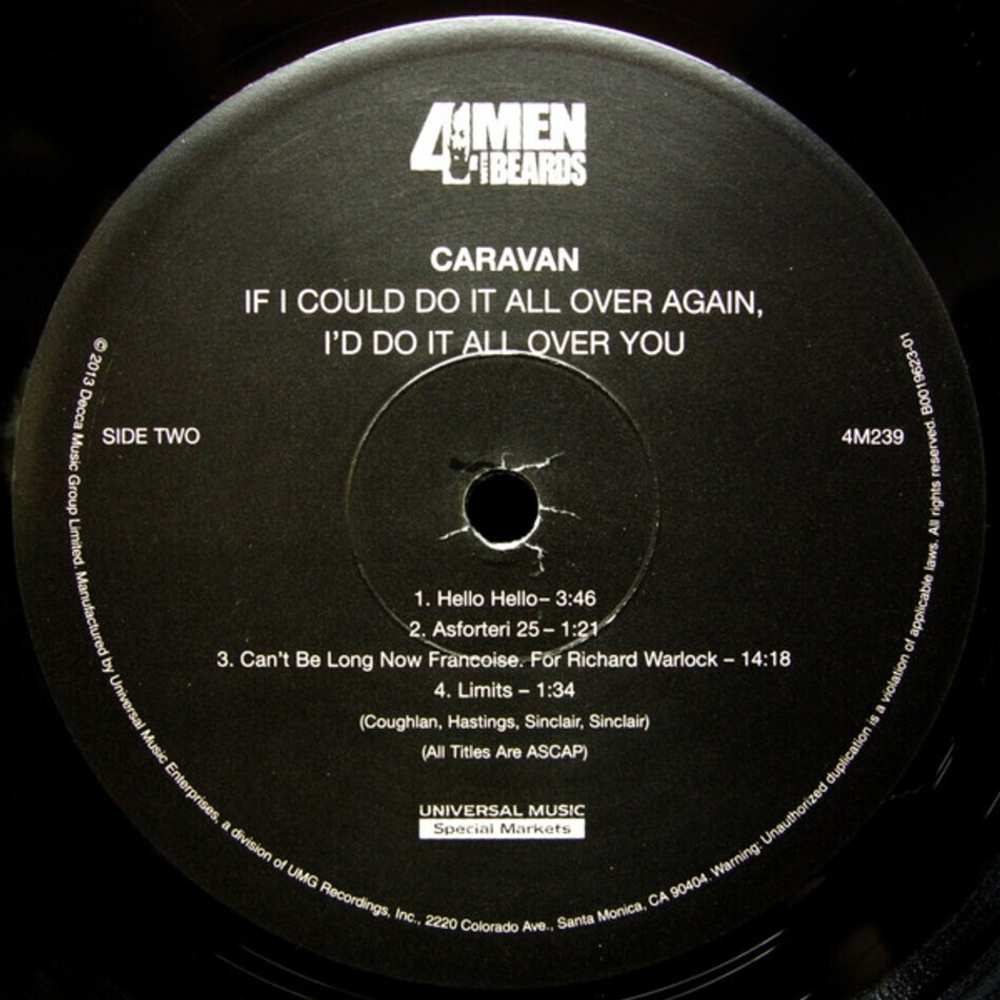 4 MEN
WITH BEARDS
CARAVAN
IF I COULD DO IT ALL OVER AGAIN,
I'D DO IT ALL OVER YOU
SIDE TWO
4M239
1. Hello Hello – 3:46
2. Asforteri 25 – 1:21
3. Can't Be Long Now Francoise. For Richard Warlock – 14:18
4. Limits – 1:34
(Coughlan, Hastings, Sinclair, Sinclair)
(All Titles Are ASCAP)
UNIVERSAL MUSIC
Special Markets
© 2013 Decca Music Group Limited. Manufactured by Universal Music Enterprises, a division of UMG Recordings, Inc., 2220 Colorado Ave., Santa Monica, CA 90404. Warning: Unauthorized duplication is a violation of applicable laws. All rights reserved. B0019623-01